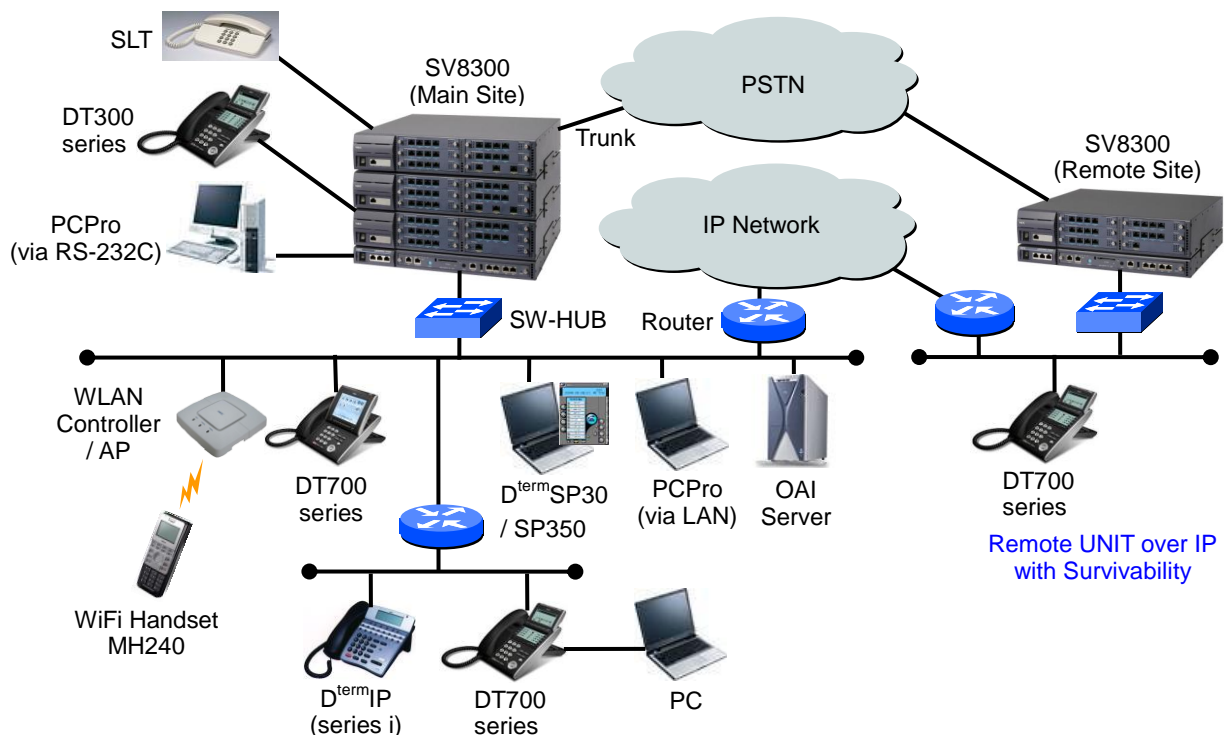 SLT
SV8300
(Main Site)
PSTN
DT300
series
Trunk
SV8300
(Remote Site)
PCPro
(via RS-232C)
IP Network
SW-HUB
Router
WLAN
Controller
/ AP
DT700
series
DtermSP30
/ SP350
PCPro
(via LAN)
OAI
Server
DT700
series
Remote UNIT over IP
with Survivability
WiFi Handset
MH240
DtermIP
(series i)
DT700
series
PC